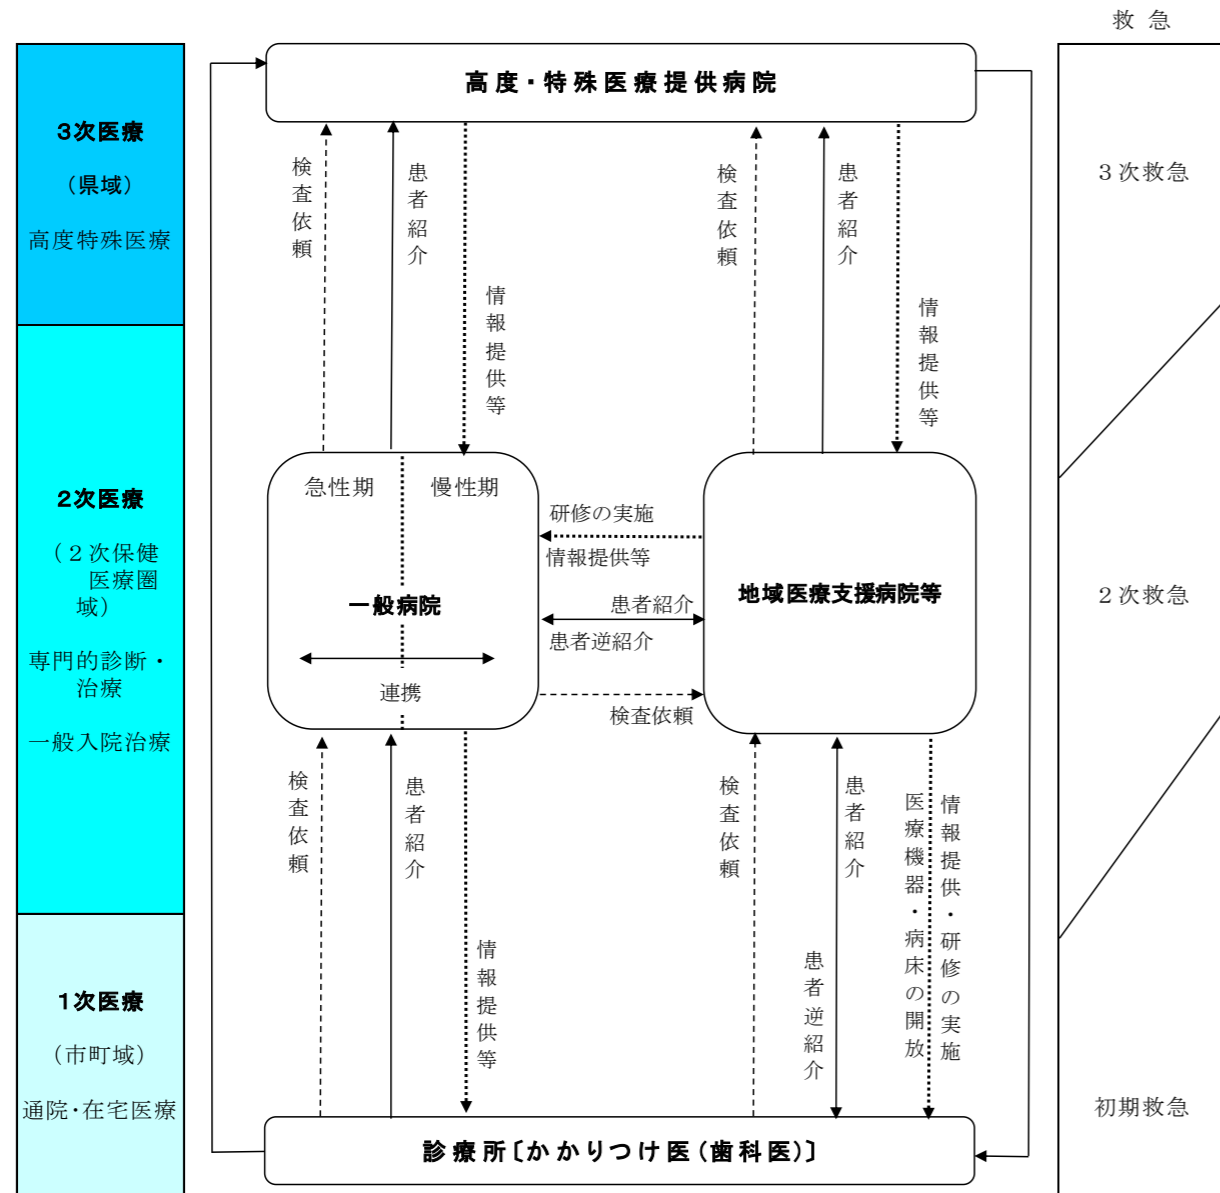 救 急
3次医療
（県域）
高度特殊医療
2次医療
（２次保健
医療圏
域）
専門的診断・
治療
一般入院治療
1次医療
（市町域）
通院・在宅医療
高度・特殊医療提供病院
検査依頼
患者紹介
情報提供等
検査依頼
患者紹介
情報提供等
急性期
慢性期
一般病院
連携
研修の実施
情報提供等
患者紹介
患者逆紹介
検査依頼
地域医療支援病院等
検査依頼
患者紹介
情報提供等
検査依頼
患者紹介
患者逆紹介
医療機器・病床の開放
情報提供・研修の実施
診療所〔かかりつけ医（歯科医）〕
３次救急
２次救急
初期救急